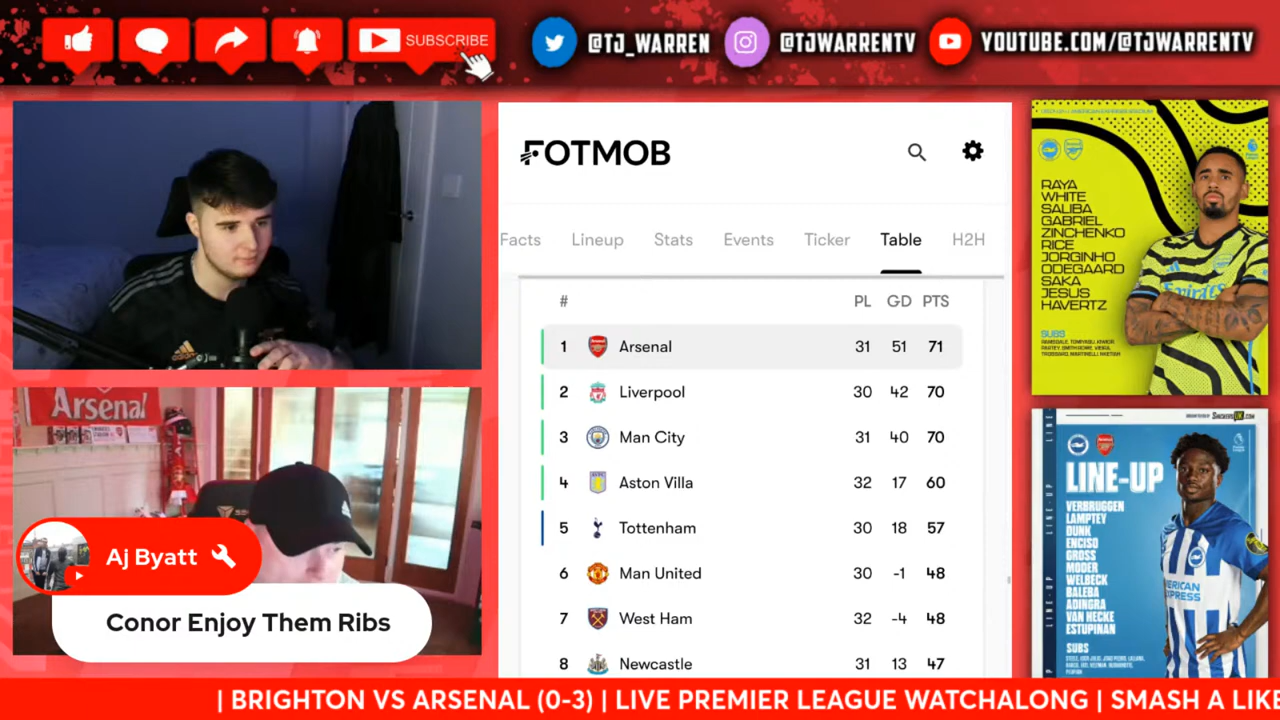 SUBSCRIBE
@TJ_WARREN
@TJWARRENTV
YOUTUBE.COM/@TJWARRENTV
FOTMOB
Facts Lineup Stats Events Ticker Table H2H
# PL GD PTS
1 Arsenal 31 51 71
2 Liverpool 30 42 70
3 Man City 31 40 70
4 Aston Villa 32 17 60
5 Tottenham 30 18 57
6 Man United 30 -1 48
7 West Ham 32 -4 48
8 Newcastle 31 13 47
Arsenal
Aj Byatt
Conor Enjoy Them Ribs
RAYA
WHITE
SALIBA
GABRIEL
ZINCHENKO
RICE
JORGINHO
ODEGAARD
SAKA
JESUS
HAVERTZ
SUBS
LINE-UP
VERBRUGGEN
LAMPTEY
DUNK
ENCISO
GROSS
MODER
WELBECK
BALEBA
ADINGRA
VAN HECKE
ESTUPINAN
SUBS
AMERICAN
EXPRESS
| BRIGHTON VS ARSENAL (0-3) | LIVE PREMIER LEAGUE WATCHALONG | SMASH A LIKE